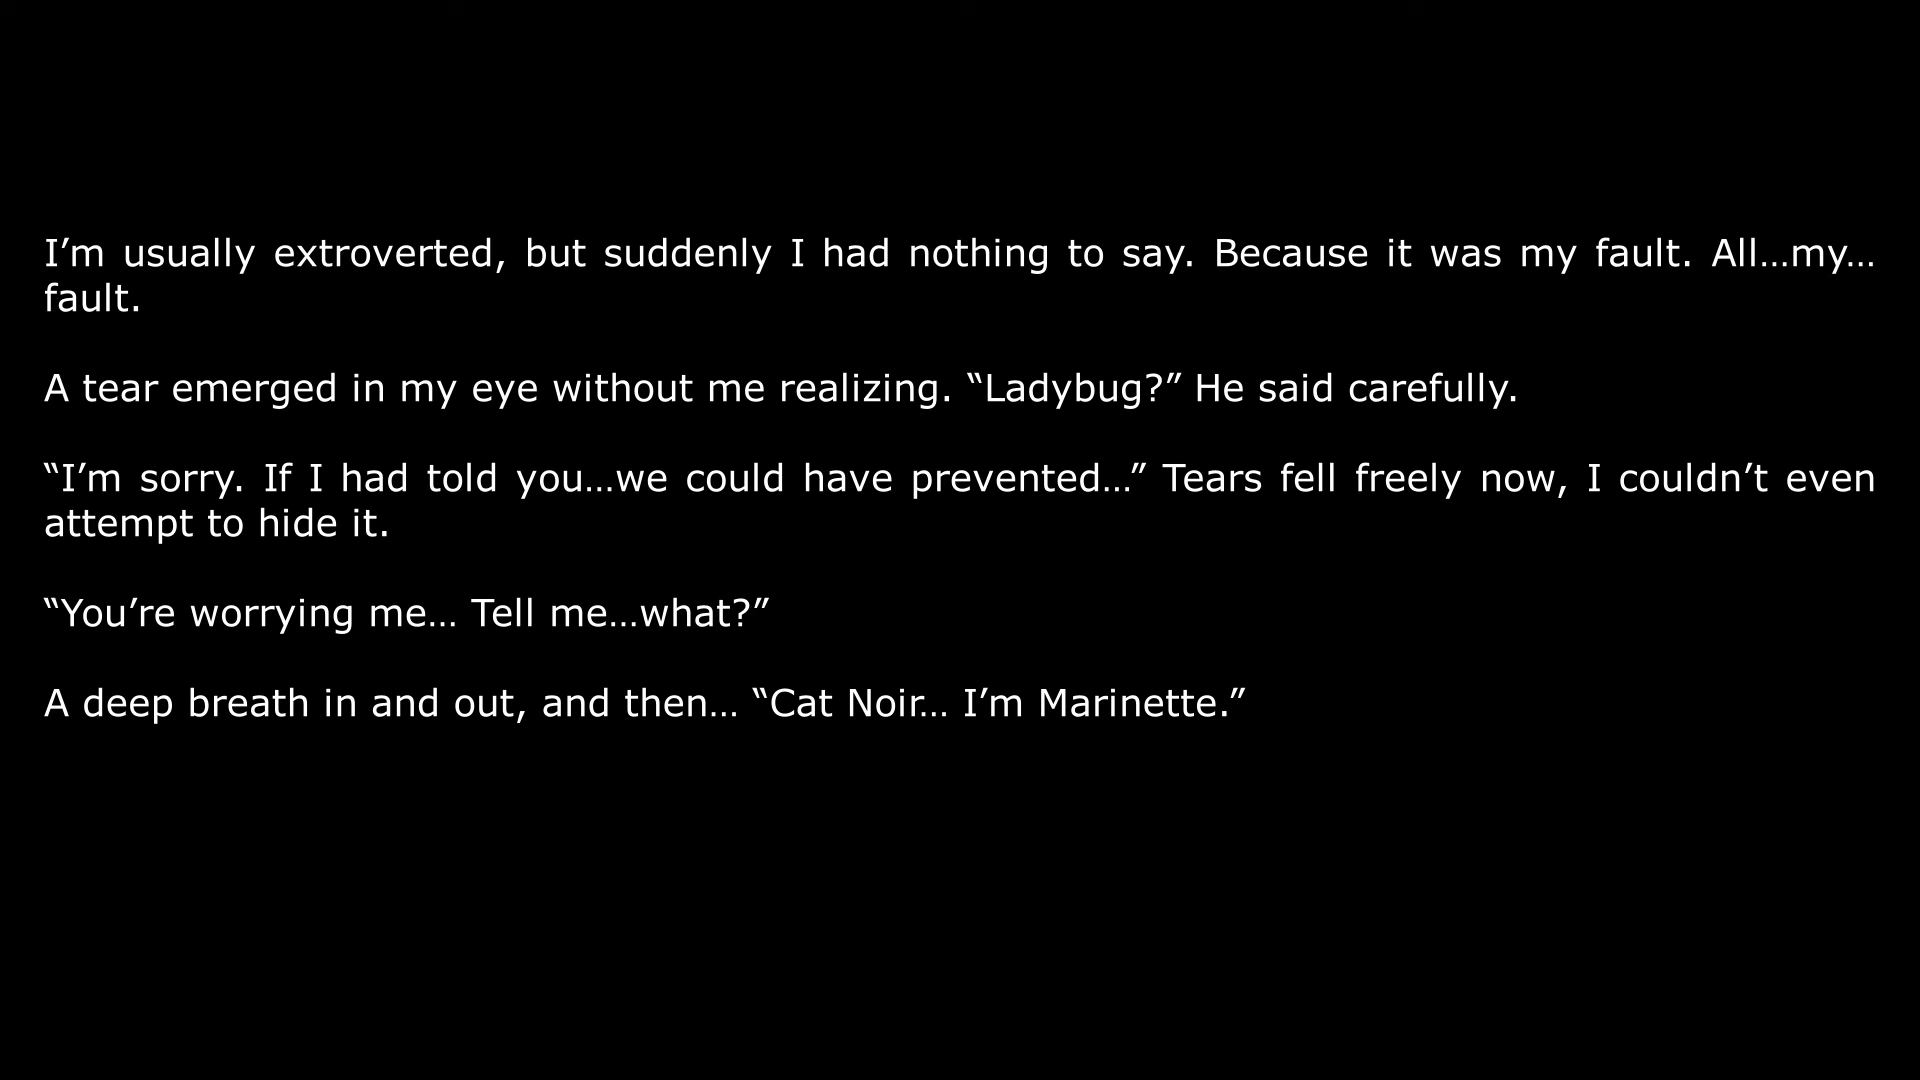 I’m usually extroverted, but suddenly I had nothing to say. Because it was my fault. All…my…
fault.
A tear emerged in my eye without me realizing. “Ladybug?” He said carefully.
“I’m sorry. If I had told you…we could have prevented…” Tears fell freely now, I couldn’t even
attempt to hide it.
“You’re worrying me… Tell me…what?”
A deep breath in and out, and then… “Cat Noir… I’m Marinette.”